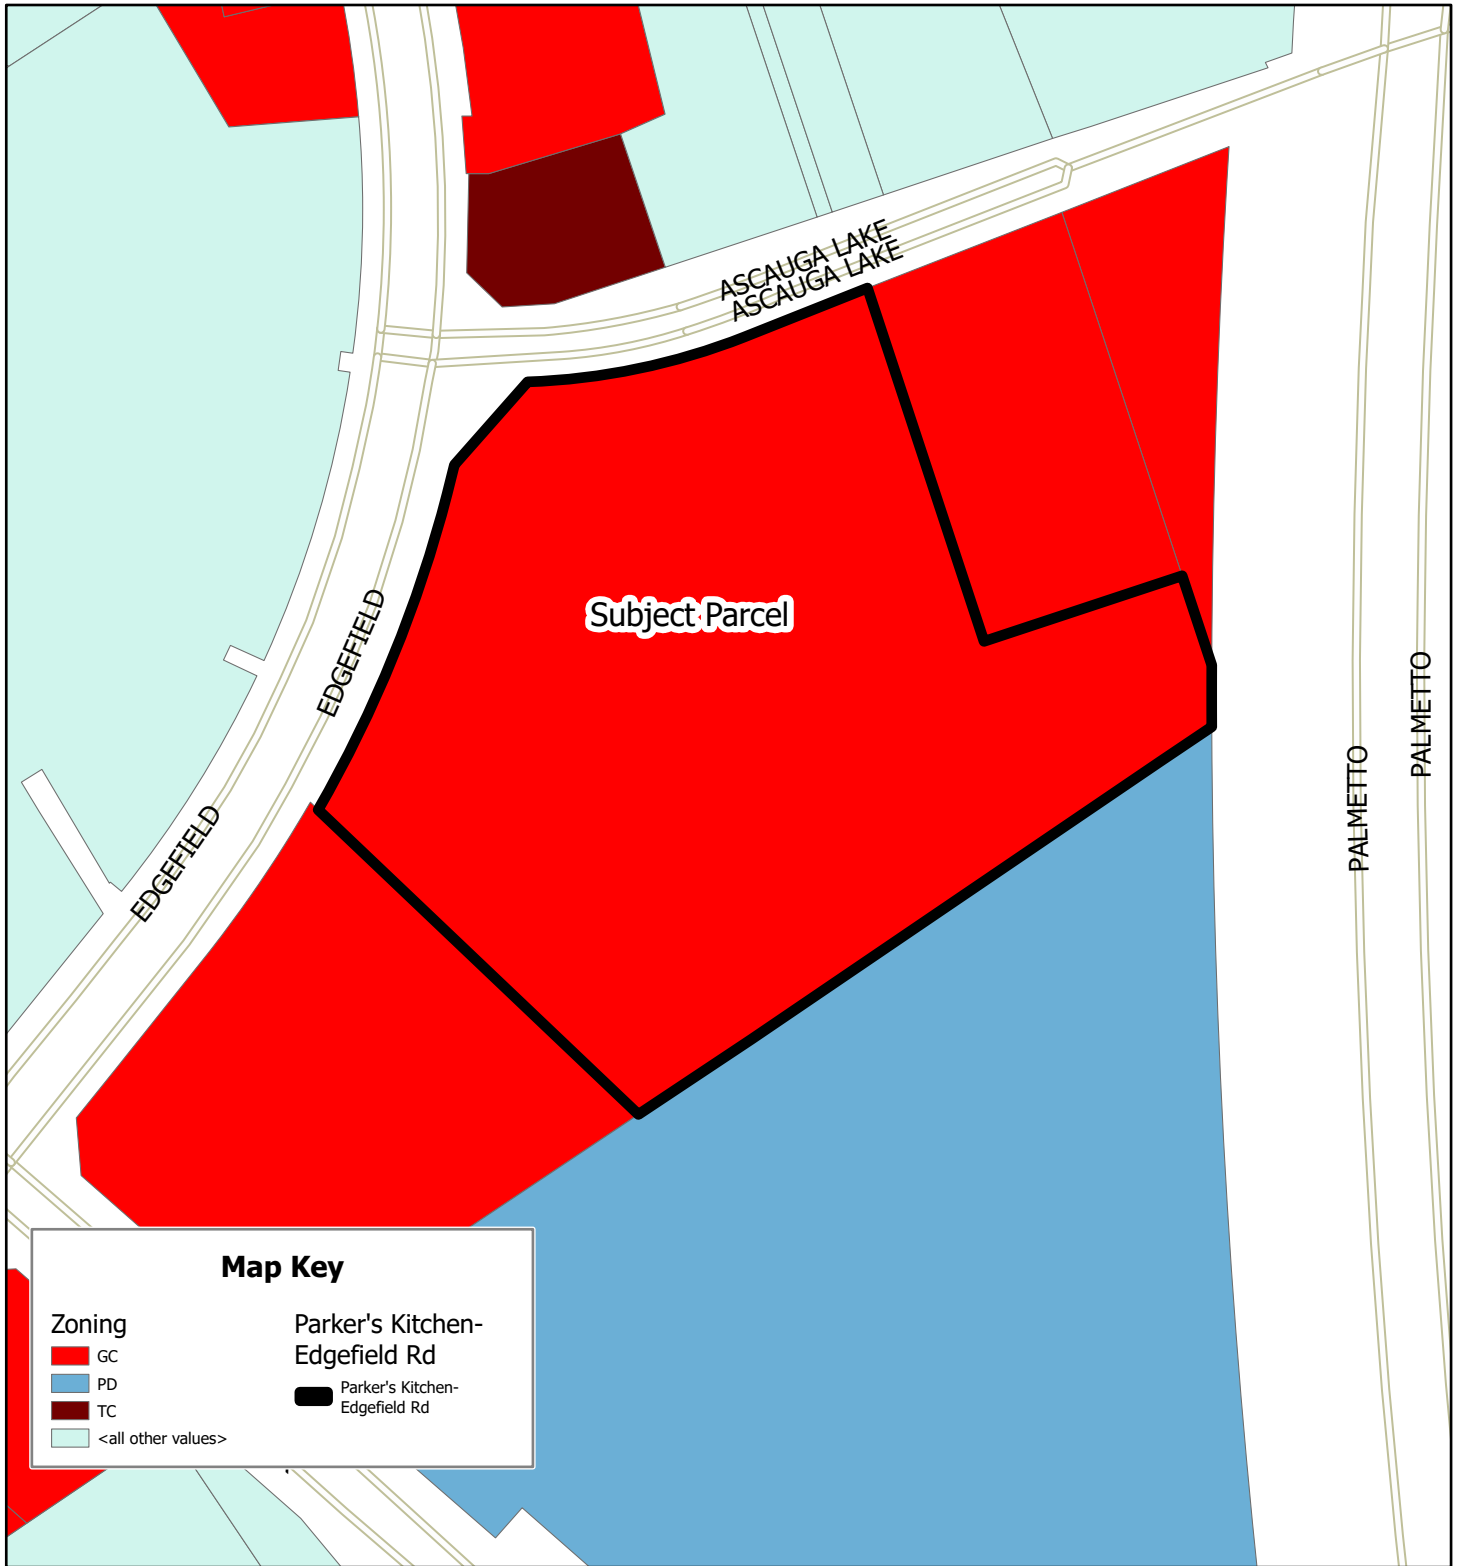 ASCAUGA LAKE
ASCAUGA LAKE
Subject Parcel
EDGEFIELD
EDGEFIELD
PALMETTO
PALMETTO
Map Key
Zoning
GC
PD
TC
<all other values>
Parker's Kitchen-
Edgefield Rd
Parker's Kitchen-
Edgefield Rd